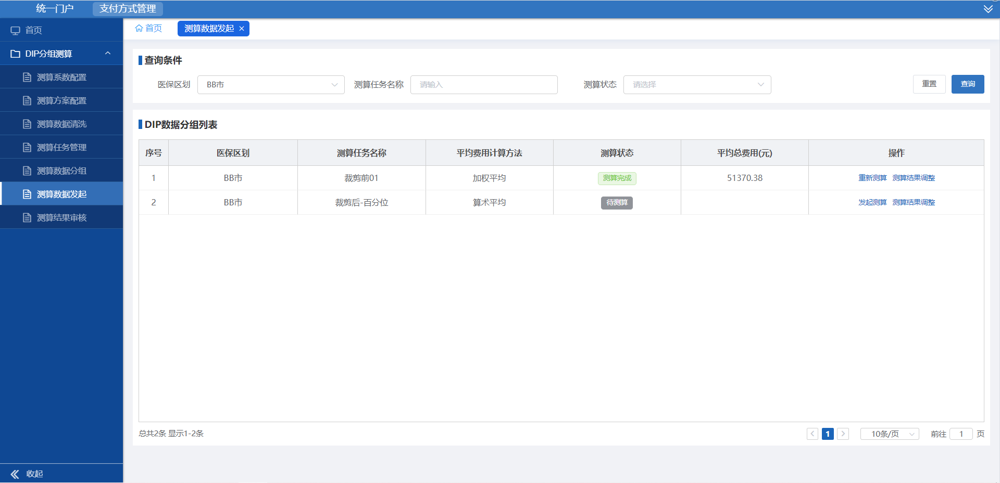 统一门户 支付方式管理
首页
DIP分组测算
测算系数配置
测算方案配置
测算数据清洗
测算任务管理
测算数据分组
测算数据发起
测算结果审核
收起
首页 测算数据发起
查询条件
医保区划 BB市 测算任务名称 请输入 测算状态 请选择 重置 查询
DIP数据分组列表
序号 医保区划 测算任务名称 平均费用计算方法 测算状态 平均总费用(元) 操作
1 BB市 裁剪前01 加权平均 测算完成 51370.38 重新测算 测算结果调整
2 BB市 裁剪后-百分位 算术平均 待测算 发起测算 测算结果调整
总共2条 显示1-2条 1 10条/页 前往 1 页